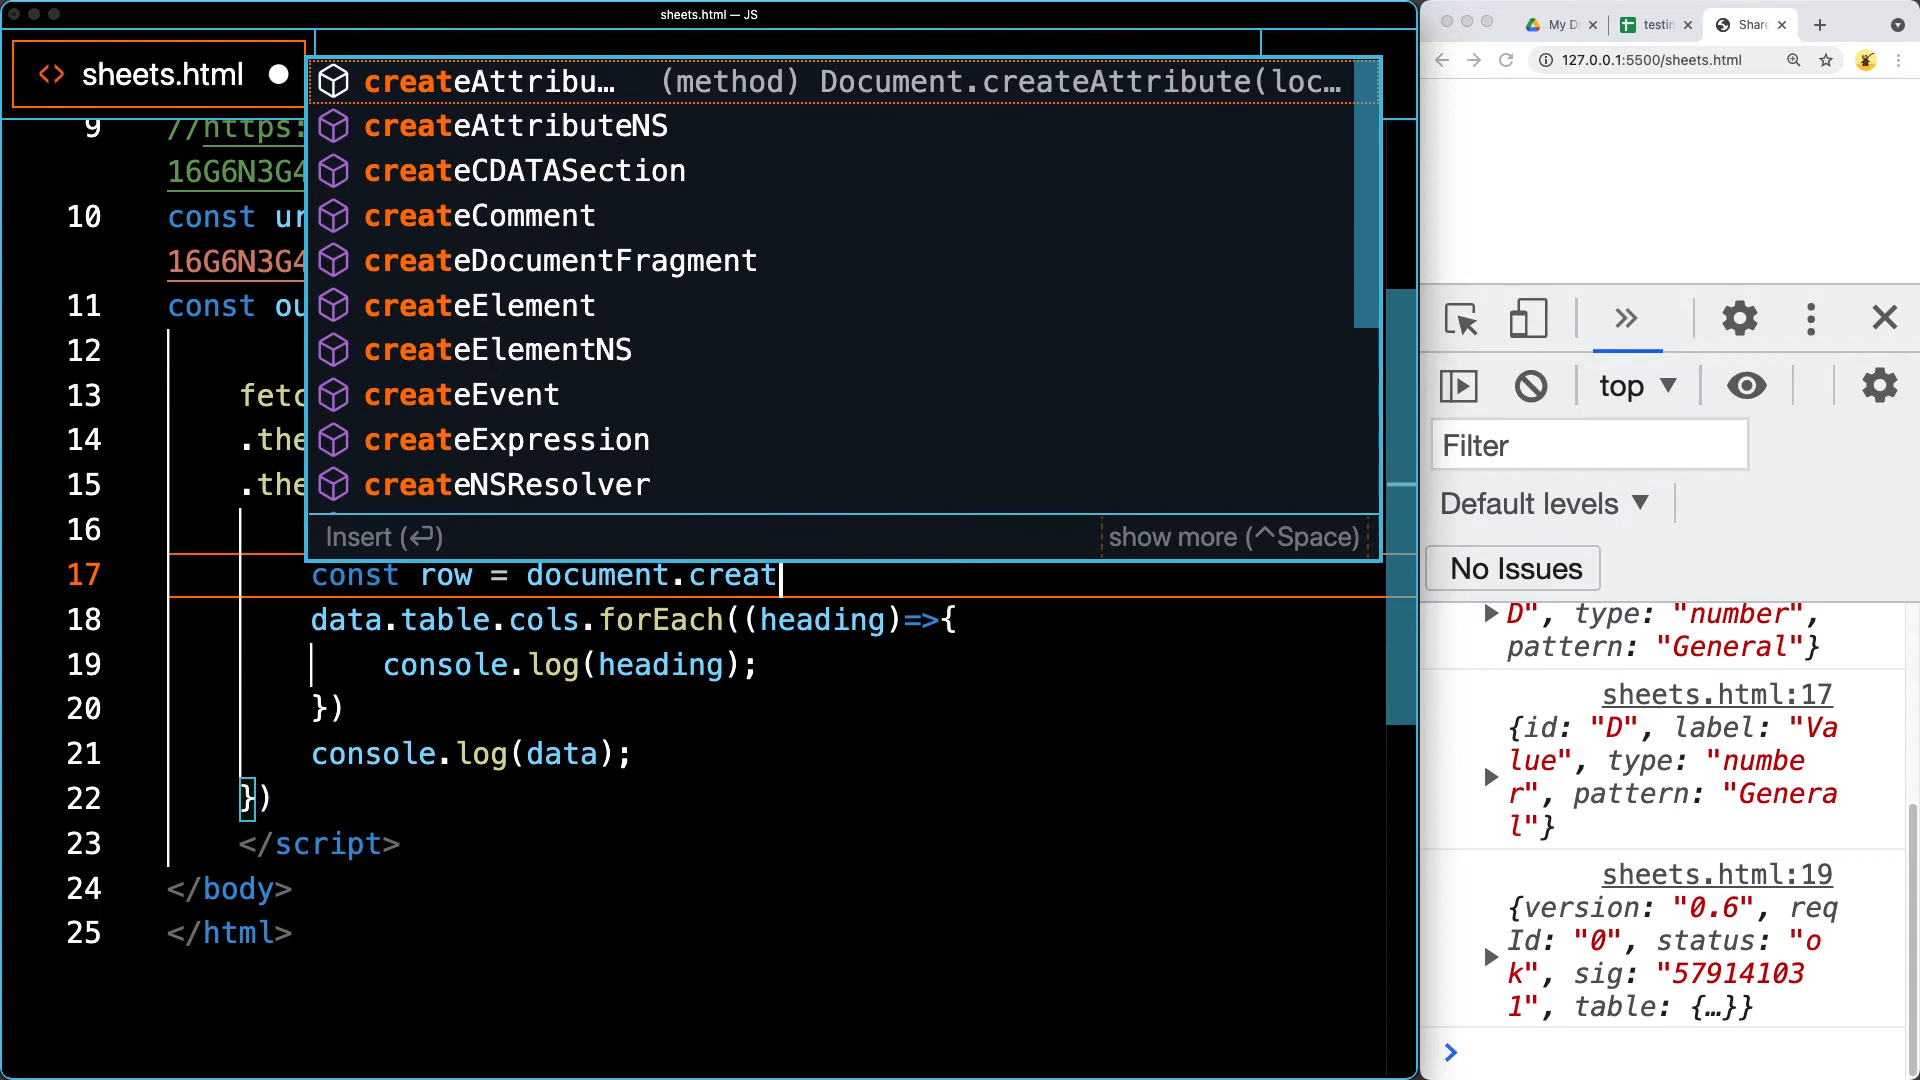 sheets.html — JS
sheets.html
createAttribu… (method) Document.createAttribute(loc…
createAttributeNS
createCDATASection
createComment
createDocumentFragment
createElement
createElementNS
createEvent
createExpression
createNSResolver
Insert (⏎) show more (^Space)
9 //https:
16G6N3G4
10 const ur
16G6N3G4
11 const ou
12
13 fetc
14 .the
15 .the
16
17 const row = document.creat
18 data.table.cols.forEach((heading)=>{
19 console.log(heading);
20 })
21 console.log(data);
22 })
23 </script>
24 </body>
25 </html>
My D testin Share
127.0.0.1:5500/sheets.html
top
Filter
Default levels
No Issues
D", type: "number",
pattern: "General"}
sheets.html:17
{id: "D", label: "Va
lue", type: "numbe
r", pattern: "Genera
l"}
sheets.html:19
{version: "0.6", req
Id: "0", status: "o
k", sig: "57914103
1", table: {…}}